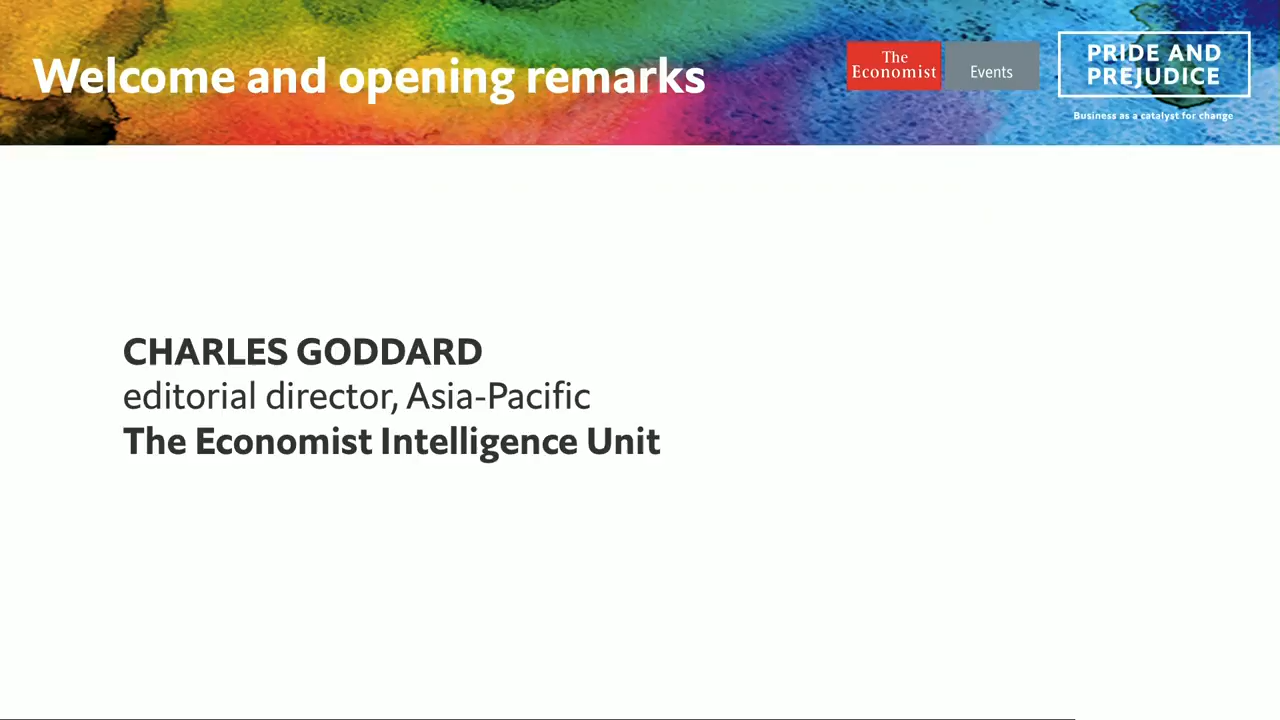 Welcome and opening remarks
The
Economist
Events
PRIDE AND
PREJUDICE
Business as a catalyst for change
CHARLES GODDARD
editorial director, Asia-Pacific
The Economist Intelligence Unit